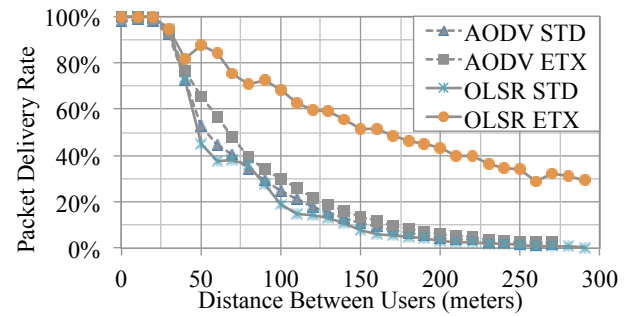 Packet Delivery Rate
100%
80%
60%
40%
20%
0%
0
50
100
150
200
250
300
Distance Between Users (meters)
AODV STD
AODV ETX
OLSR STD
OLSR ETX